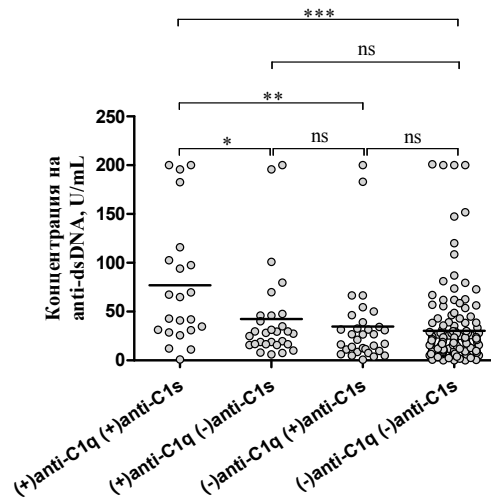 ***
ns
**
*
ns
ns
Концентрация на
anti-dsDNA, U/mL
250
200
150
100
50
0
(+)anti-C1q (+)anti-C1s
(+)anti-C1q (-)anti-C1s
(-)anti-C1q (+)anti-C1s
(-)anti-C1q (-)anti-C1s